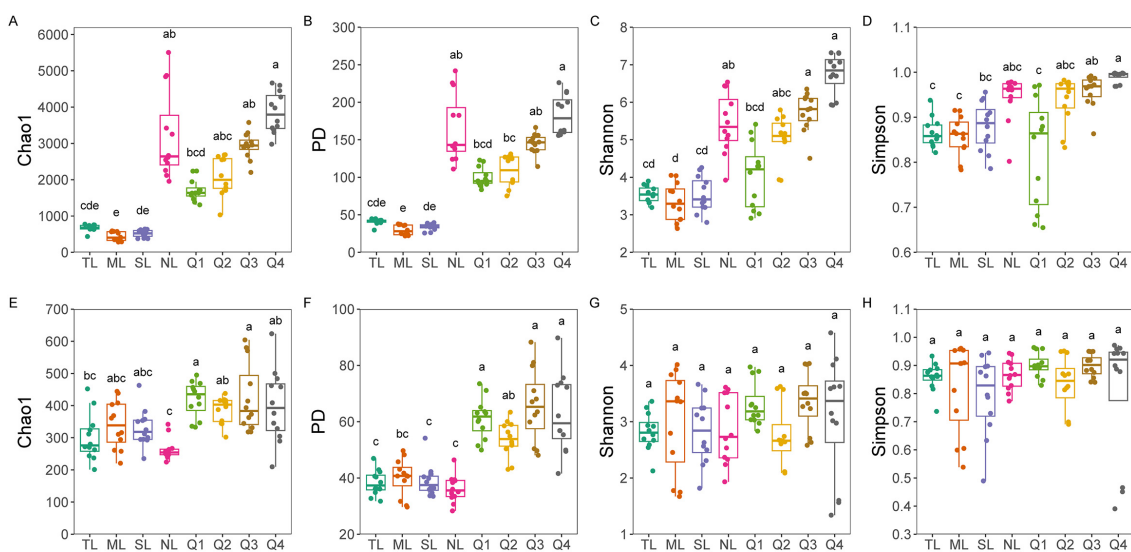 A
Chao1
6000
5000
4000
3000
2000
1000
0
cde
e
de
ab
bcd
abc
ab
a
TL ML SL NL Q1 Q2 Q3 Q4
B
PD
300
250
200
150
100
50
0
cde
e
de
ab
bcd
bc
ab
a
TL ML SL NL Q1 Q2 Q3 Q4
C
Shannon
8
7
6
5
4
3
2
cd
d
cd
ab
bcd
abc
a
a
TL ML SL NL Q1 Q2 Q3 Q4
D
Simpson
1.1
1.0
0.9
0.8
0.7
0.6
c
c
bc
abc
c
abc
ab
a
TL ML SL NL Q1 Q2 Q3 Q4
E
Chao1
700
600
500
400
300
200
100
0
bc
abc
abc
c
a
ab
a
ab
TL ML SL NL Q1 Q2 Q3 Q4
F
PD
100
80
60
40
20
c
bc
c
c
a
ab
a
a
TL ML SL NL Q1 Q2 Q3 Q4
G
Shannon
5
4
3
2
1
a
a
a
a
a
a
a
a
TL ML SL NL Q1 Q2 Q3 Q4
H
Simpson
1.1
1.0
0.9
0.8
0.7
0.6
0.5
0.4
0.3
a
a
a
a
a
a
a
a
TL ML SL NL Q1 Q2 Q3 Q4